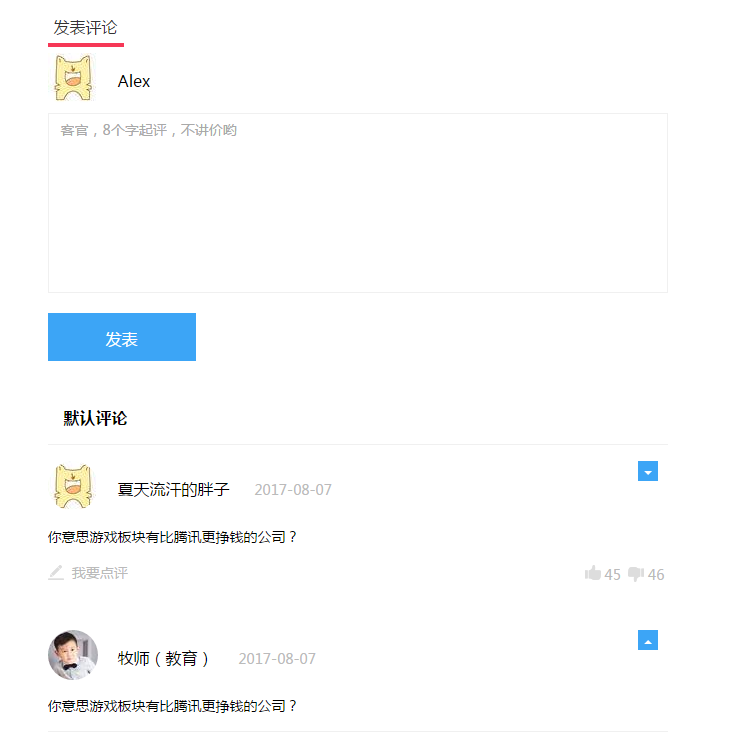 发表评论
Alex
客官，8个字起评，不讲价哟
发表
默认评论
夏天流汗的胖子 2017-08-07
你意思游戏板块有比腾讯更挣钱的公司？
我要点评 45 46
牧师（教育） 2017-08-07
你意思游戏板块有比腾讯更挣钱的公司？